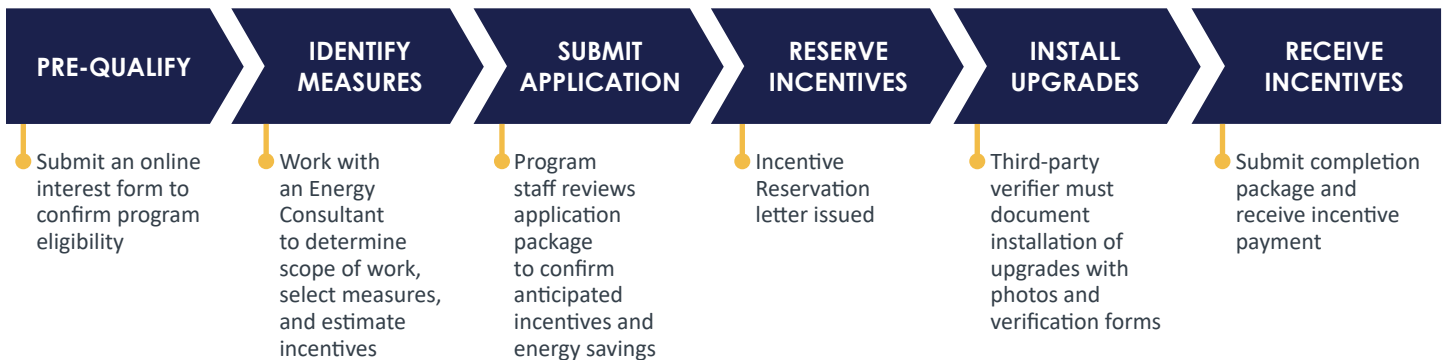 PRE-QUALIFY
Submit an online
interest form to
confirm program
eligibility
IDENTIFY
MEASURES
Work with
an Energy
Consultant
to determine
scope of work,
select measures,
and estimate
incentives
SUBMIT
APPLICATION
Program
staff reviews
application
package
to confirm
anticipated
incentives and
energy savings
RESERVE
INCENTIVES
Incentive
Reservation
letter issued
INSTALL
UPGRADES
Third-party
verifier must
document
installation of
upgrades with
photos and
verification forms
RECEIVE
INCENTIVES
Submit completion
package and
receive incentive
payment